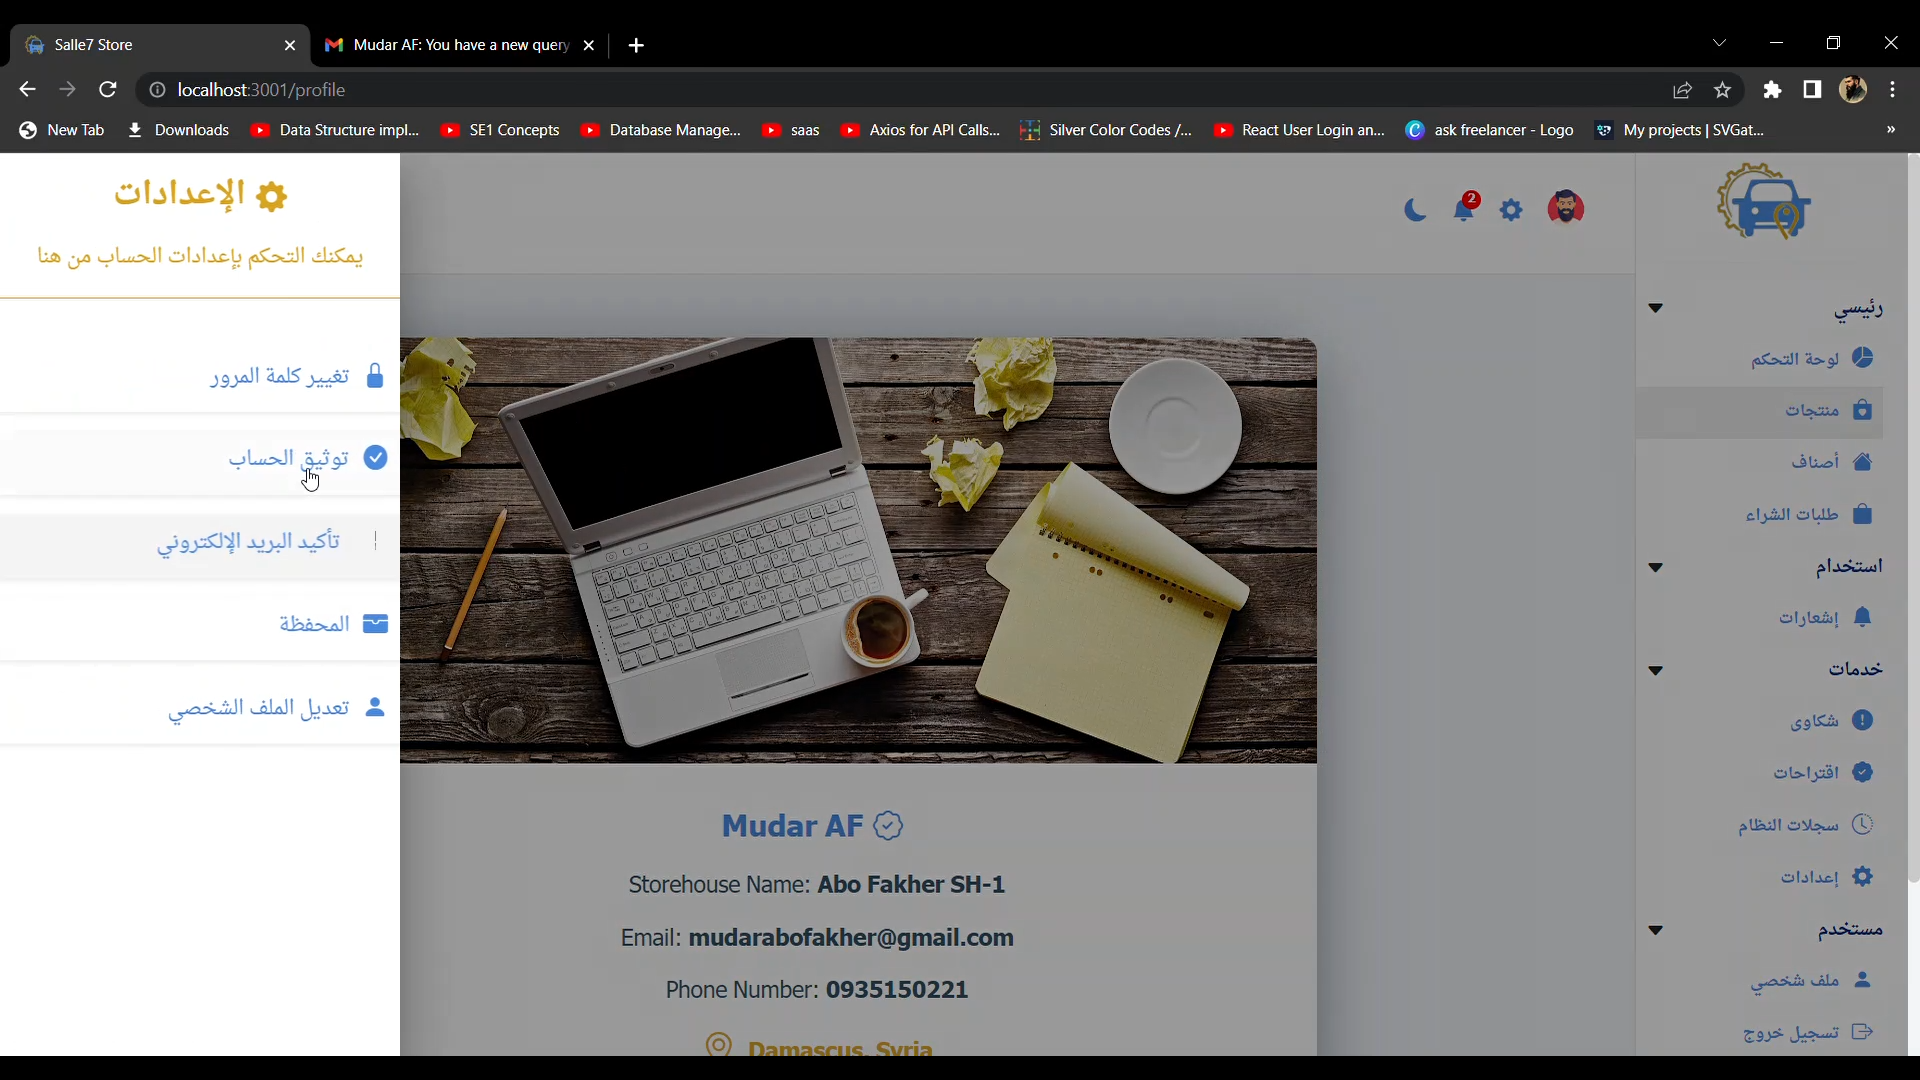 Salle7 Store
Mudar AF: You have a new query
localhost:3001/profile
New Tab
Downloads
Data Structure impl...
SE1 Concepts
Database Manage...
saas
Axios for API Calls...
Silver Color Codes /...
React User Login an...
ask freelancer - Logo
My projects | SVGat...
»
الإعدادات
يمكنك التحكم بإعدادات الحساب من هنا
تغيير كلمة المرور
توثيق الحساب
تأكيد البريد الإلكتروني
المحفظة
تعديل الملف الشخصي
2
Mudar AF
Storehouse Name: Abo Fakher SH-1
Email: mudarabofakher@gmail.com
Phone Number: 0935150221
Damascus, Syria
رئيسي
لوحة التحكم
منتجات
أصناف
طلبات الشراء
استخدام
إشعارات
خدمات
شكاوى
اقتراحات
سجلات النظام
إعدادات
مستخدم
ملف شخصي
تسجيل خروج